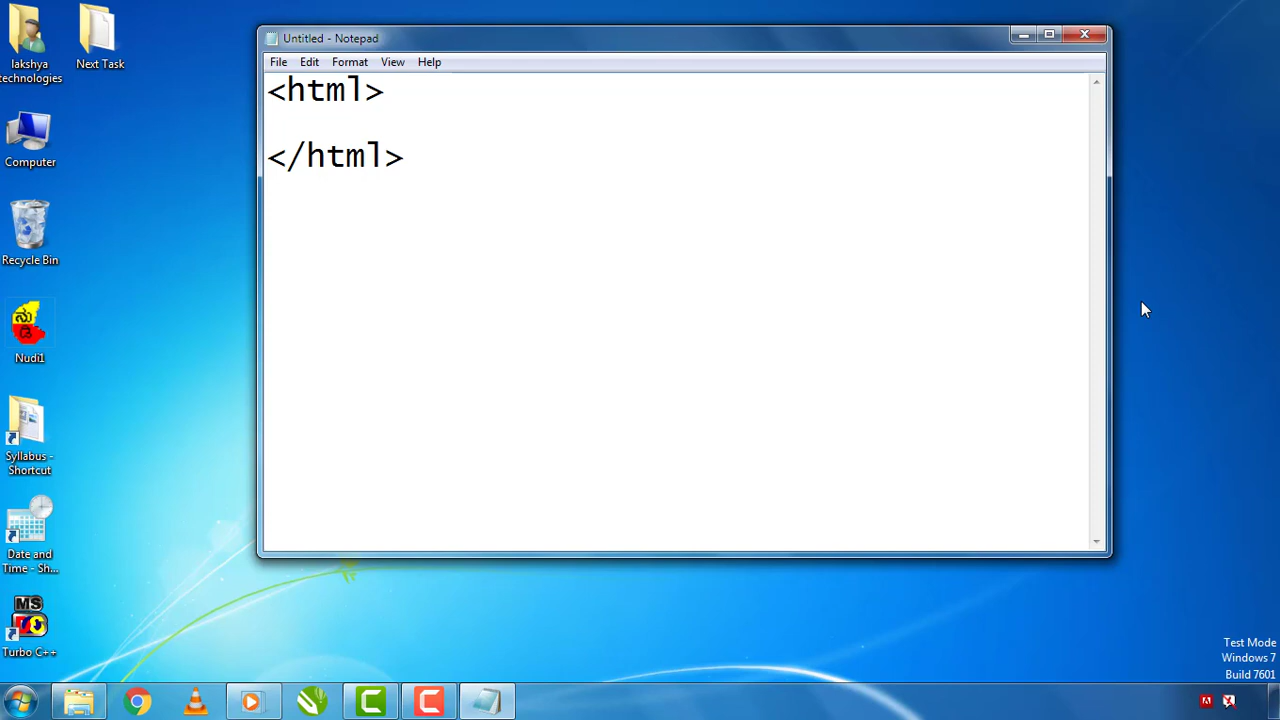 lakshya
technologies
Next Task
Computer
Recycle Bin
ನುಡಿ
Nudi1
Syllabus -
Shortcut
Date and
Time - Sh...
MS
Turbo C++
Untitled - Notepad
File Edit Format View Help
<html>
</html>
Test Mode
Windows 7
Build 7601